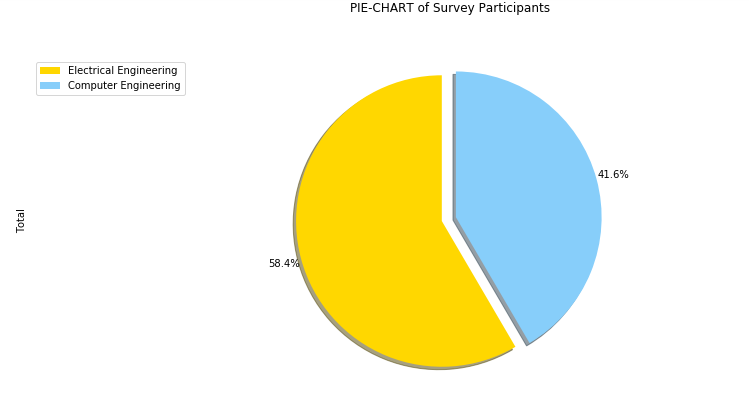 PIE-CHART of Survey Participants
Electrical Engineering
Computer Engineering
41.6%
Total
58.4%